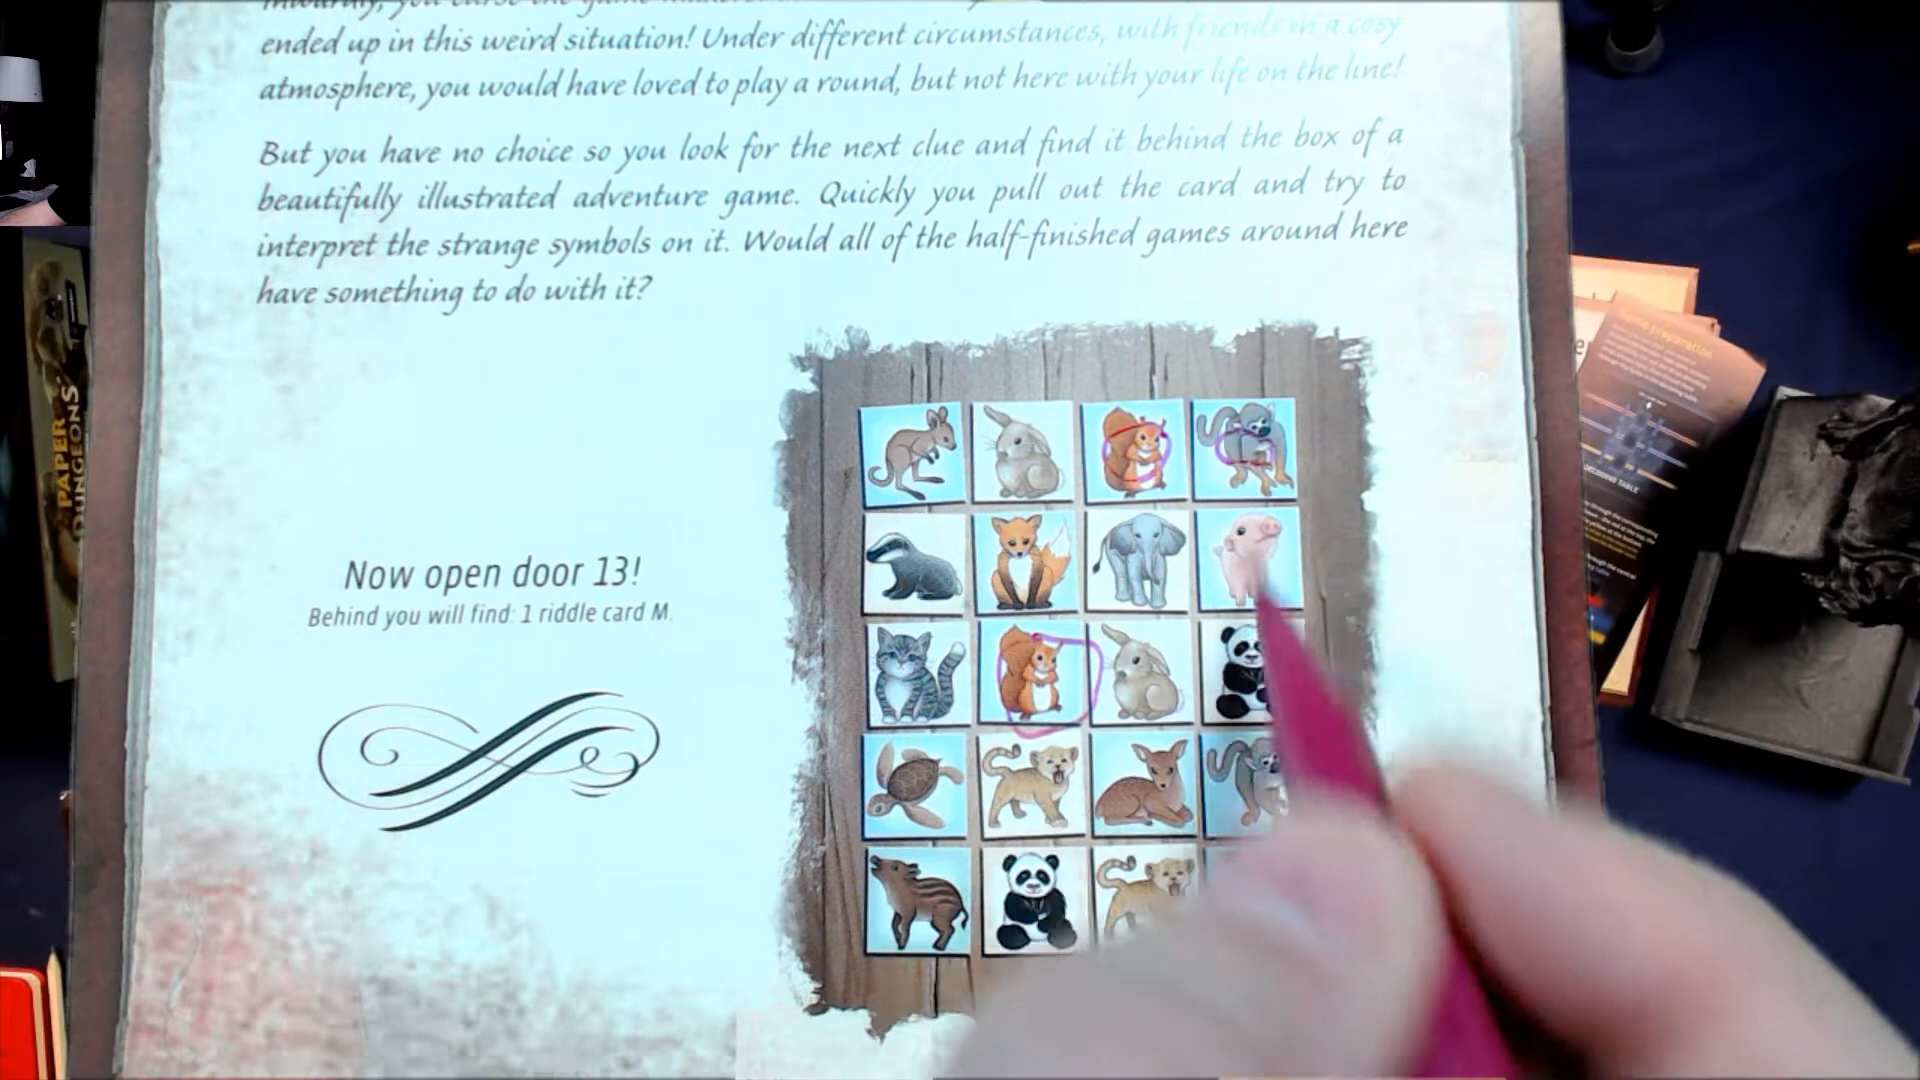 ended up in this weird situation! Under different circumstances, with friends in a cosy
atmosphere, you would have loved to play a round, but not here with your life on the line!
But you have no choice so you look for the next clue and find it behind the box of a
beautifully illustrated adventure game. Quickly you pull out the card and try to
interpret the strange symbols on it. Would all of the half-finished games around here
have something to do with it?
Now open door 13!
Behind you will find: 1 riddle card M.
PAPER
DUNGEONS
preparation
DECODING TABLE